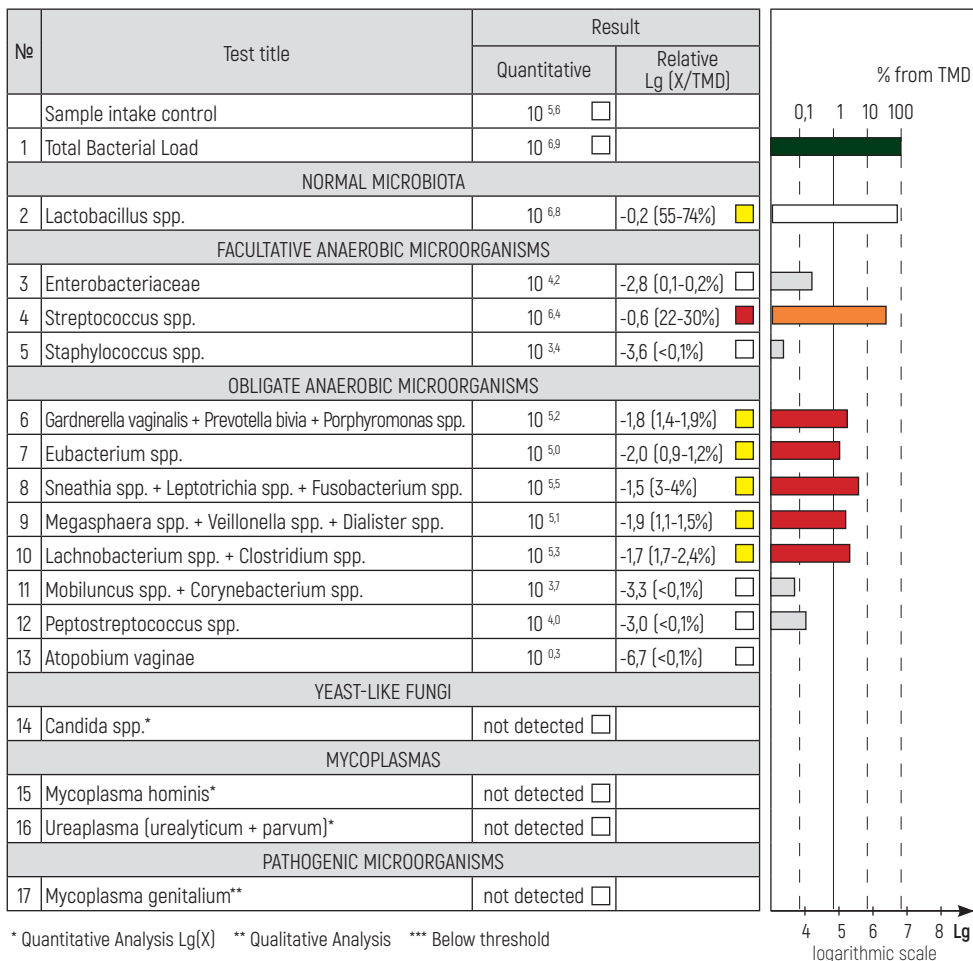 № Test title Result
Quantitative Relative Lg (X/TMD)
% from TMD
0,1 1 10 100
Sample intake control 10 5,6
1 Total Bacterial Load 10 6,9
NORMAL MICROBIOTA
2 Lactobacillus spp. 10 6,8 -0,2 (55-74%)
FACULTATIVE ANAEROBIC MICROORGANISMS
3 Enterobacteriaceae 10 4,2 -2,8 (0,1-0,2%)
4 Streptococcus spp. 10 6,4 -0,6 (22-30%)
5 Staphylococcus spp. 10 3,4 -3,6 (<0,1%)
OBLIGATE ANAEROBIC MICROORGANISMS
6 Gardnerella vaginalis + Prevotella bivia + Porphyromonas spp. 10 5,2 -1,8 (1,4-1,9%)
7 Eubacterium spp. 10 5,0 -2,0 (0,9-1,2%)
8 Sneathia spp. + Leptotrichia spp. + Fusobacterium spp. 10 5,5 -1,5 (3-4%)
9 Megasphaera spp. + Veillonella spp. + Dialister spp. 10 5,1 -1,9 (1,1-1,5%)
10 Lachnobacterium spp. + Clostridium spp. 10 5,3 -1,7 (1,7-2,4%)
11 Mobiluncus spp. + Corynebacterium spp. 10 3,7 -3,3 (<0,1%)
12 Peptostreptococcus spp. 10 4,0 -3,0 (<0,1%)
13 Atopobium vaginae 10 0,3 -6,7 (<0,1%)
YEAST-LIKE FUNGI
14 Candida spp.* not detected
MYCOPLASMAS
15 Mycoplasma hominis* not detected
16 Ureaplasma (urealyticum + parvum)* not detected
PATHOGENIC MICROORGANISMS
17 Mycoplasma genitalium** not detected
4 5 6 7 8 Lg
logarithmic scale
* Quantitative Analysis Lg(X) ** Qualitative Analysis *** Below threshold